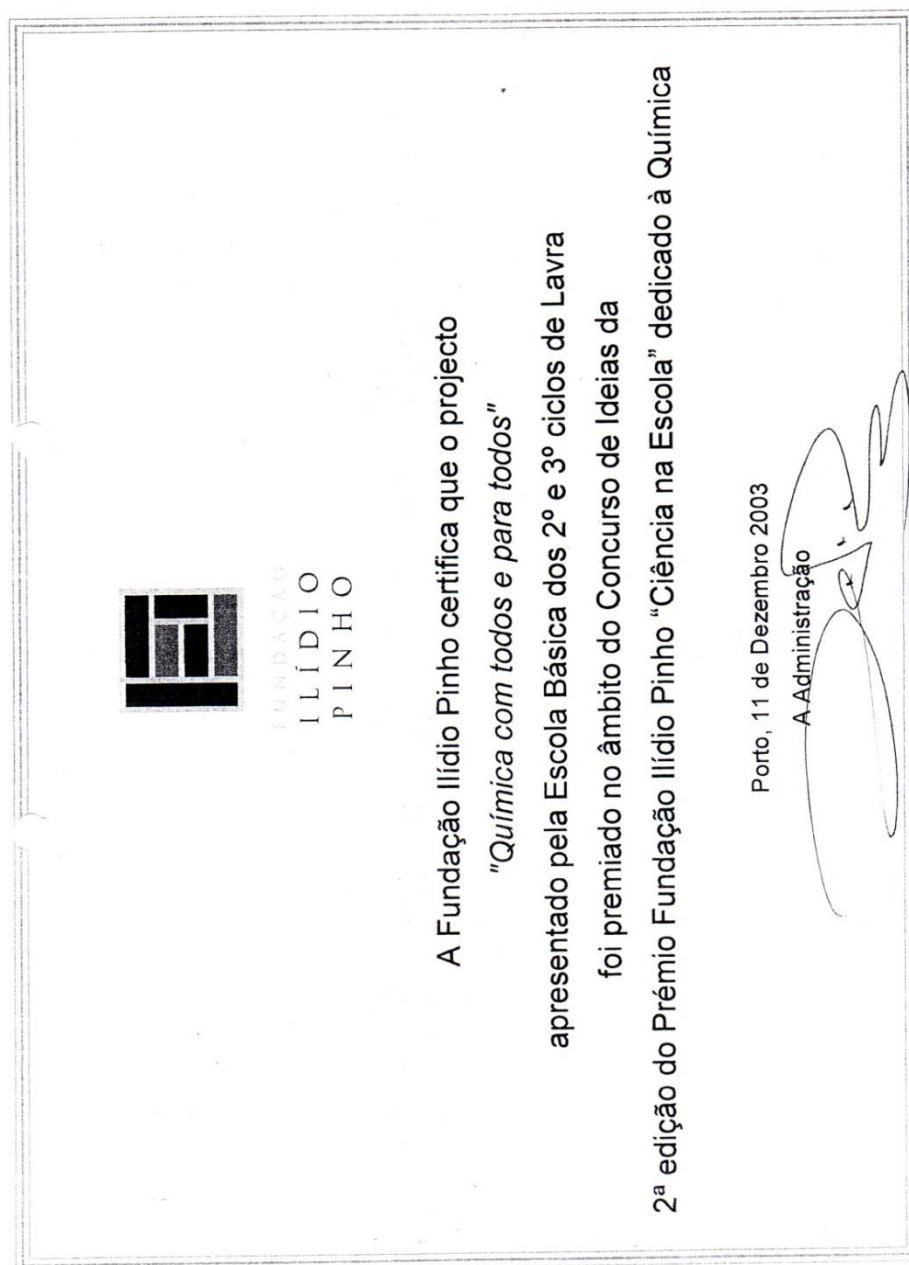 FUNDAÇÃO
ILÍDIO
PINHO
A Fundação Ilídio Pinho certifica que o projecto
"Química com todos e para todos"
apresentado pela Escola Básica dos 2º e 3º ciclos de Lavra
foi premiado no âmbito do Concurso de Ideias da
2ª edição do Prémio Fundação Ilídio Pinho “Ciência na Escola” dedicado à Química
Porto, 11 de Dezembro 2003
A Administração